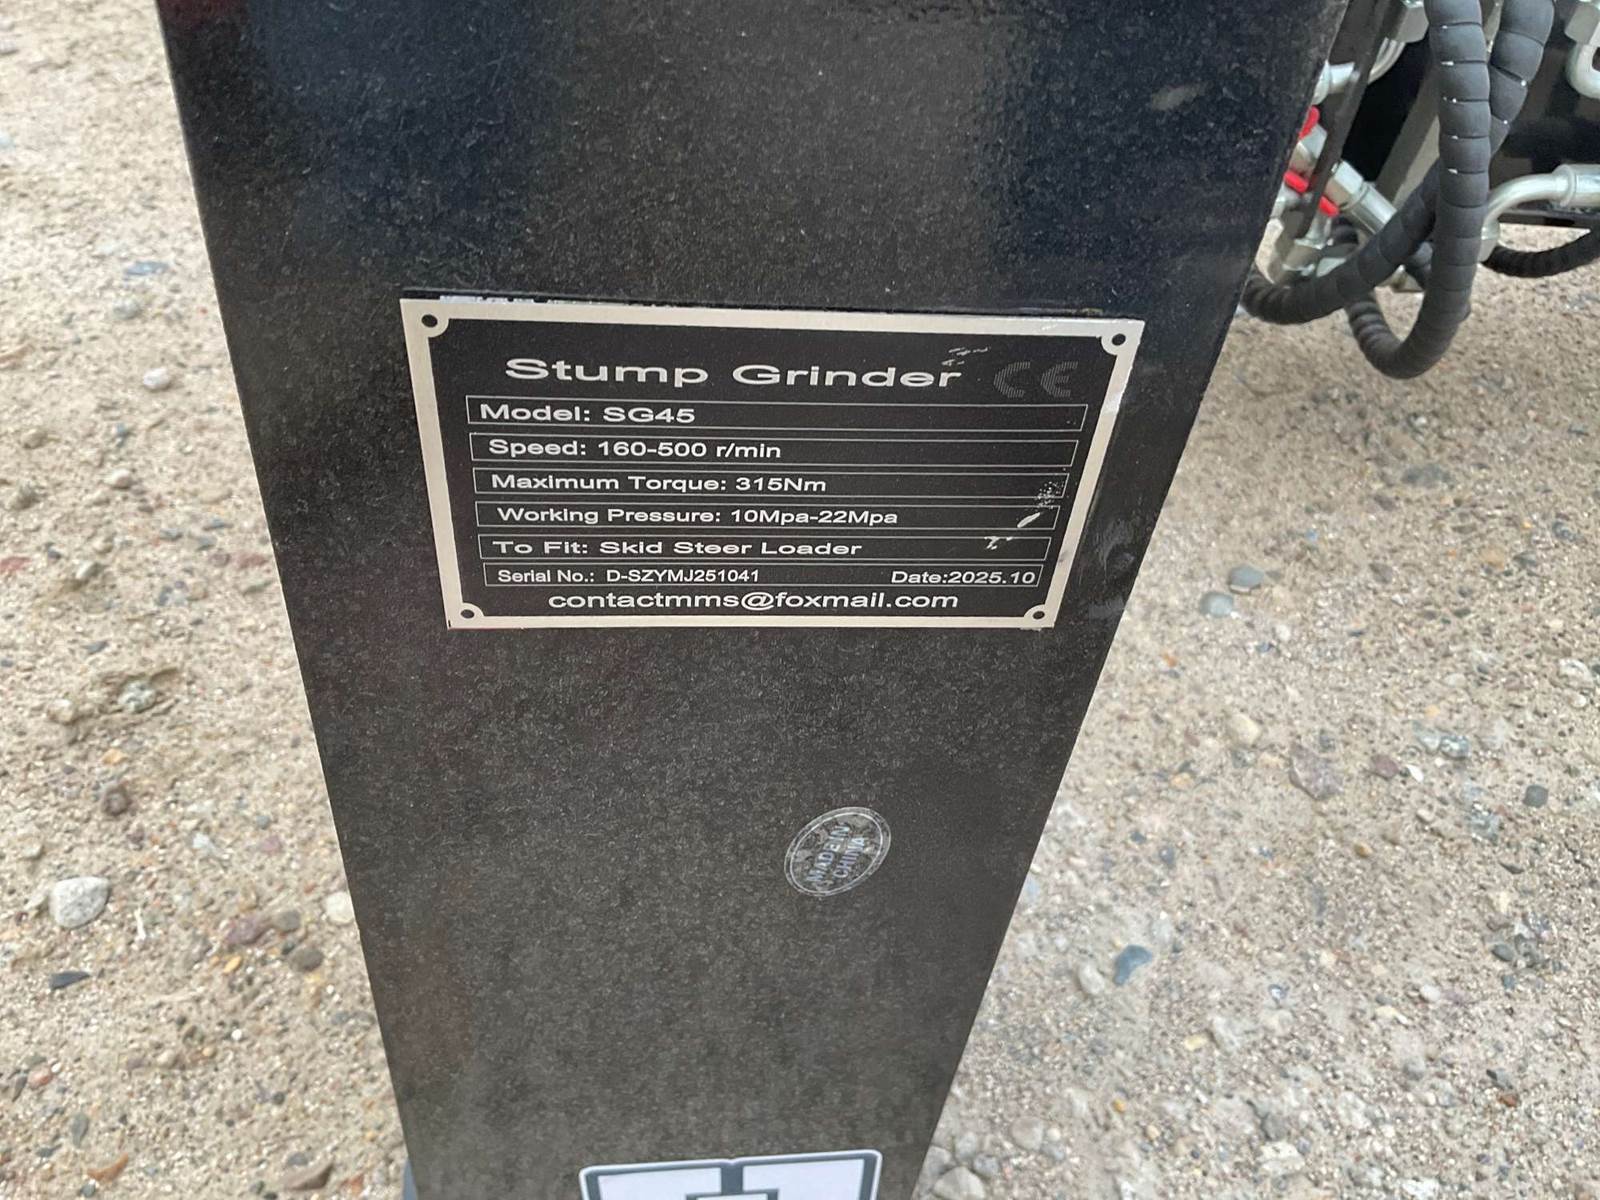 Stump Grinder CE
Model: SG45
Speed: 160-500 r/min
Maximum Torque: 315Nm
Working Pressure: 10Mpa-22Mpa
To Fit: Skid Steer Loader
Serial No.: D-SZYMJ251041 Date:2025.10
contactmms@foxmail.com
MADE IN
CHINA